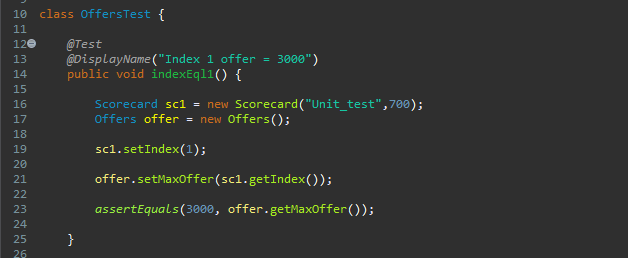 10 class OffersTest {
11
12 @Test
13 @DisplayName("Index 1 offer = 3000")
14 public void indexEql1() {
15
16 Scorecard sc1 = new Scorecard("Unit_test",700);
17 Offers offer = new Offers();
18
19 sc1.setIndex(1);
20
21 offer.setMaxOffer(sc1.getIndex());
22
23 assertEquals(3000, offer.getMaxOffer());
24
25 }
26